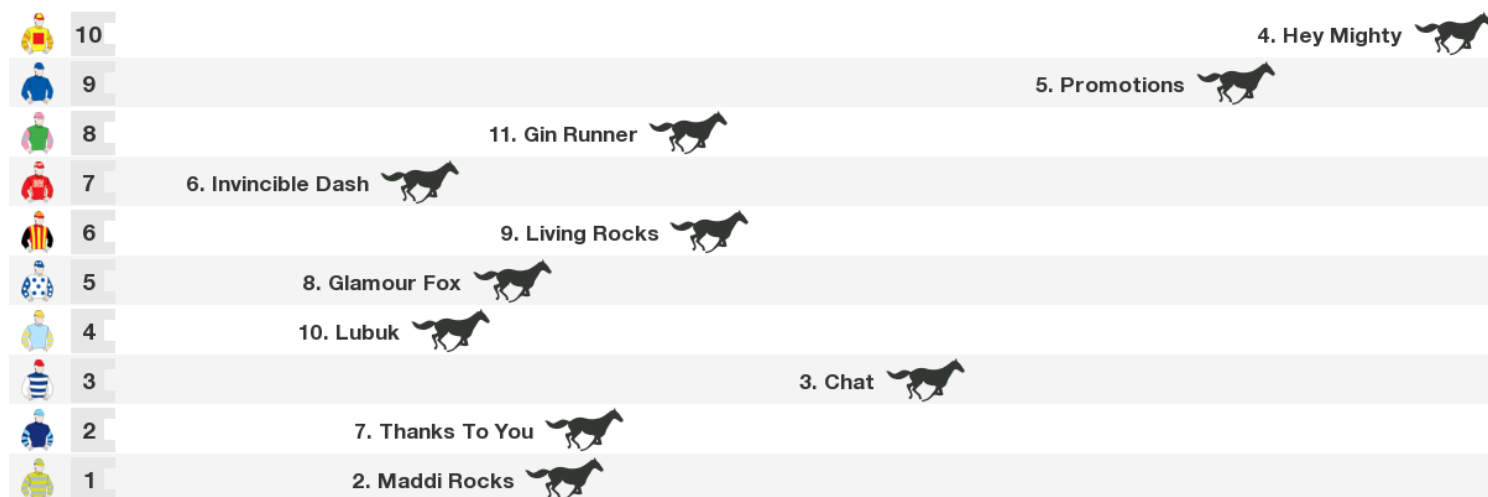 10 4. Hey Mighty
9 5. Promotions
8 11. Gin Runner
7 6. Invincible Dash
6 9. Living Rocks
5 8. Glamour Fox
4 10. Lubuk
3 3. Chat
2 7. Thanks To You
1 2. Maddi Rocks